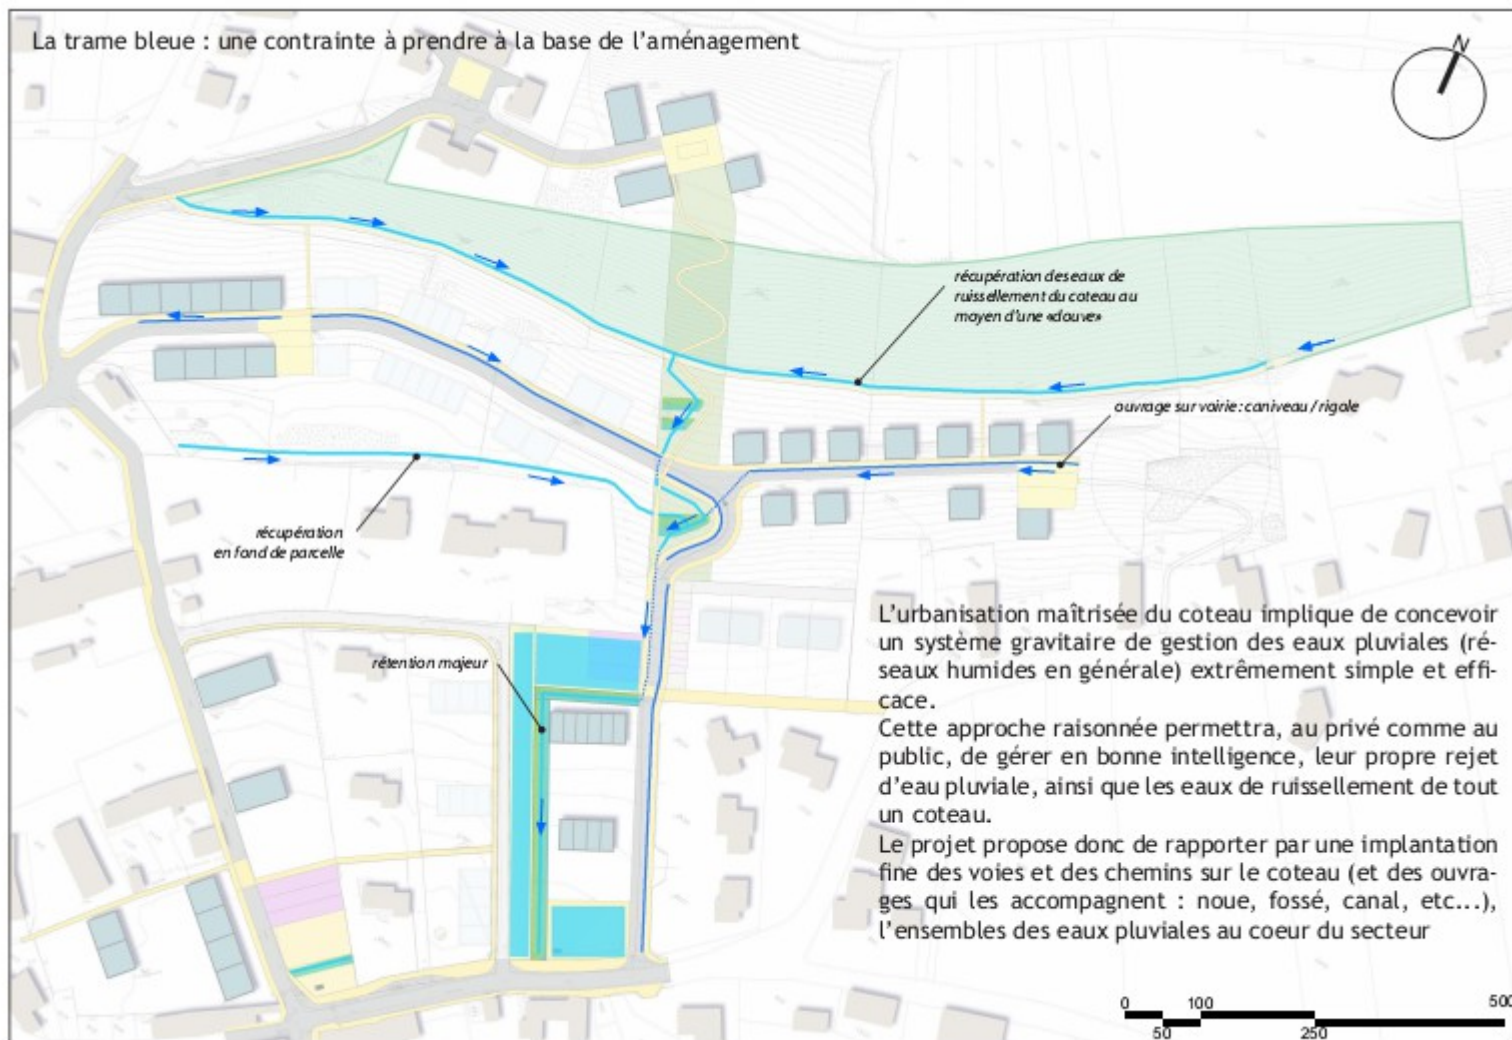 La trame bleue : une contrainte à prendre à la base de l'aménagement
N
récupération deseaux de
ruissellement du coteau au
moyen d'une «douve»
ouvrage sur voirie : caniveau / rigole
récupération
en fond de parcelle
rétention majeur
L'urbanisation maîtrisée du coteau implique de concevoir
un système gravitaire de gestion des eaux pluviales (ré-
seaux humides en générale) extrêmement simple et effi-
cace.
Cette approche raisonnée permettra, au privé comme au
public, de gérer en bonne intelligence, leur propre rejet
d'eau pluviale, ainsi que les eaux de ruissellement de tout
un coteau.
Le projet propose donc de rapporter par une implantation
fine des voies et des chemins sur le coteau (et des ouvra-
ges qui les accompagnent : noue, fossé, canal, etc...),
l'ensembles des eaux pluviales au coeur du secteur
0 100 500
50 250